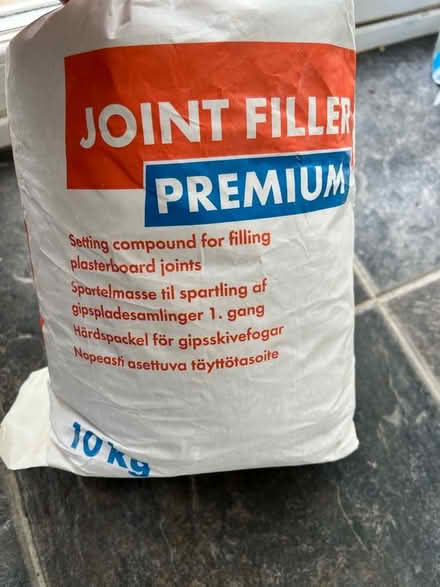 JOINT FILLER
PREMIUM
Setting compound for filling
plasterboard joints
Spartelmasse til spartling af
gipspladesamlinger 1. gang
Hårdspackel för gipsskivefogar
Nopeasti asettuva täyttötasoite
10 kg